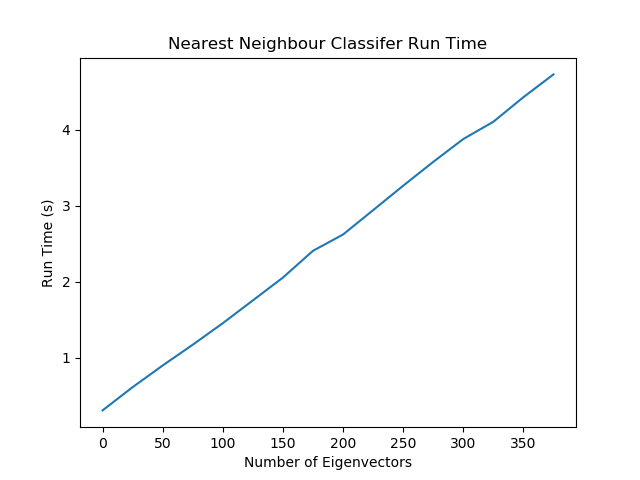 Nearest Neighbour Classifer Run Time
4
3
2
1
Run Time (s)
0 50 100 150 200 250 300 350
Number of Eigenvectors